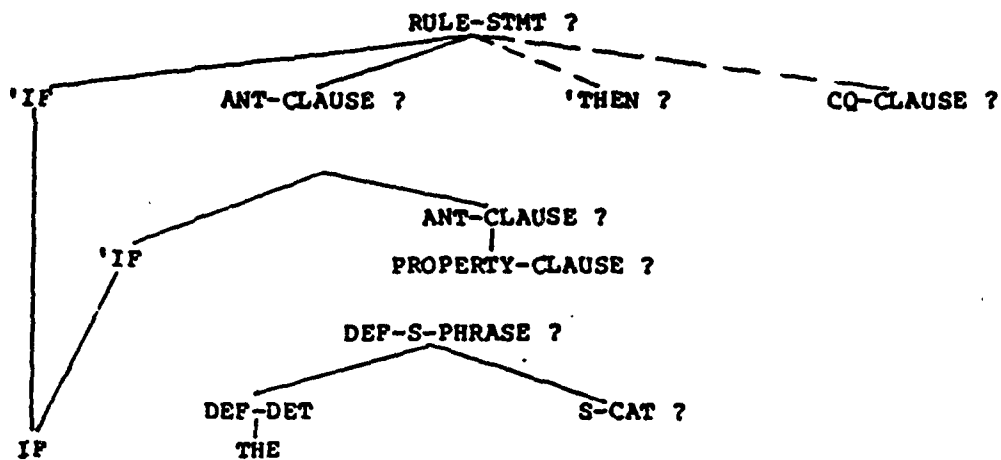 RULE-STMT ?
'IF ANT-CLAUSE ? 'THEN ? CQ-CLAUSE ?
ANT-CLAUSE ?
'IF PROPERTY-CLAUSE ?
DEF-S-PHRASE ?
DEF-DET S-CAT ?
IF THE